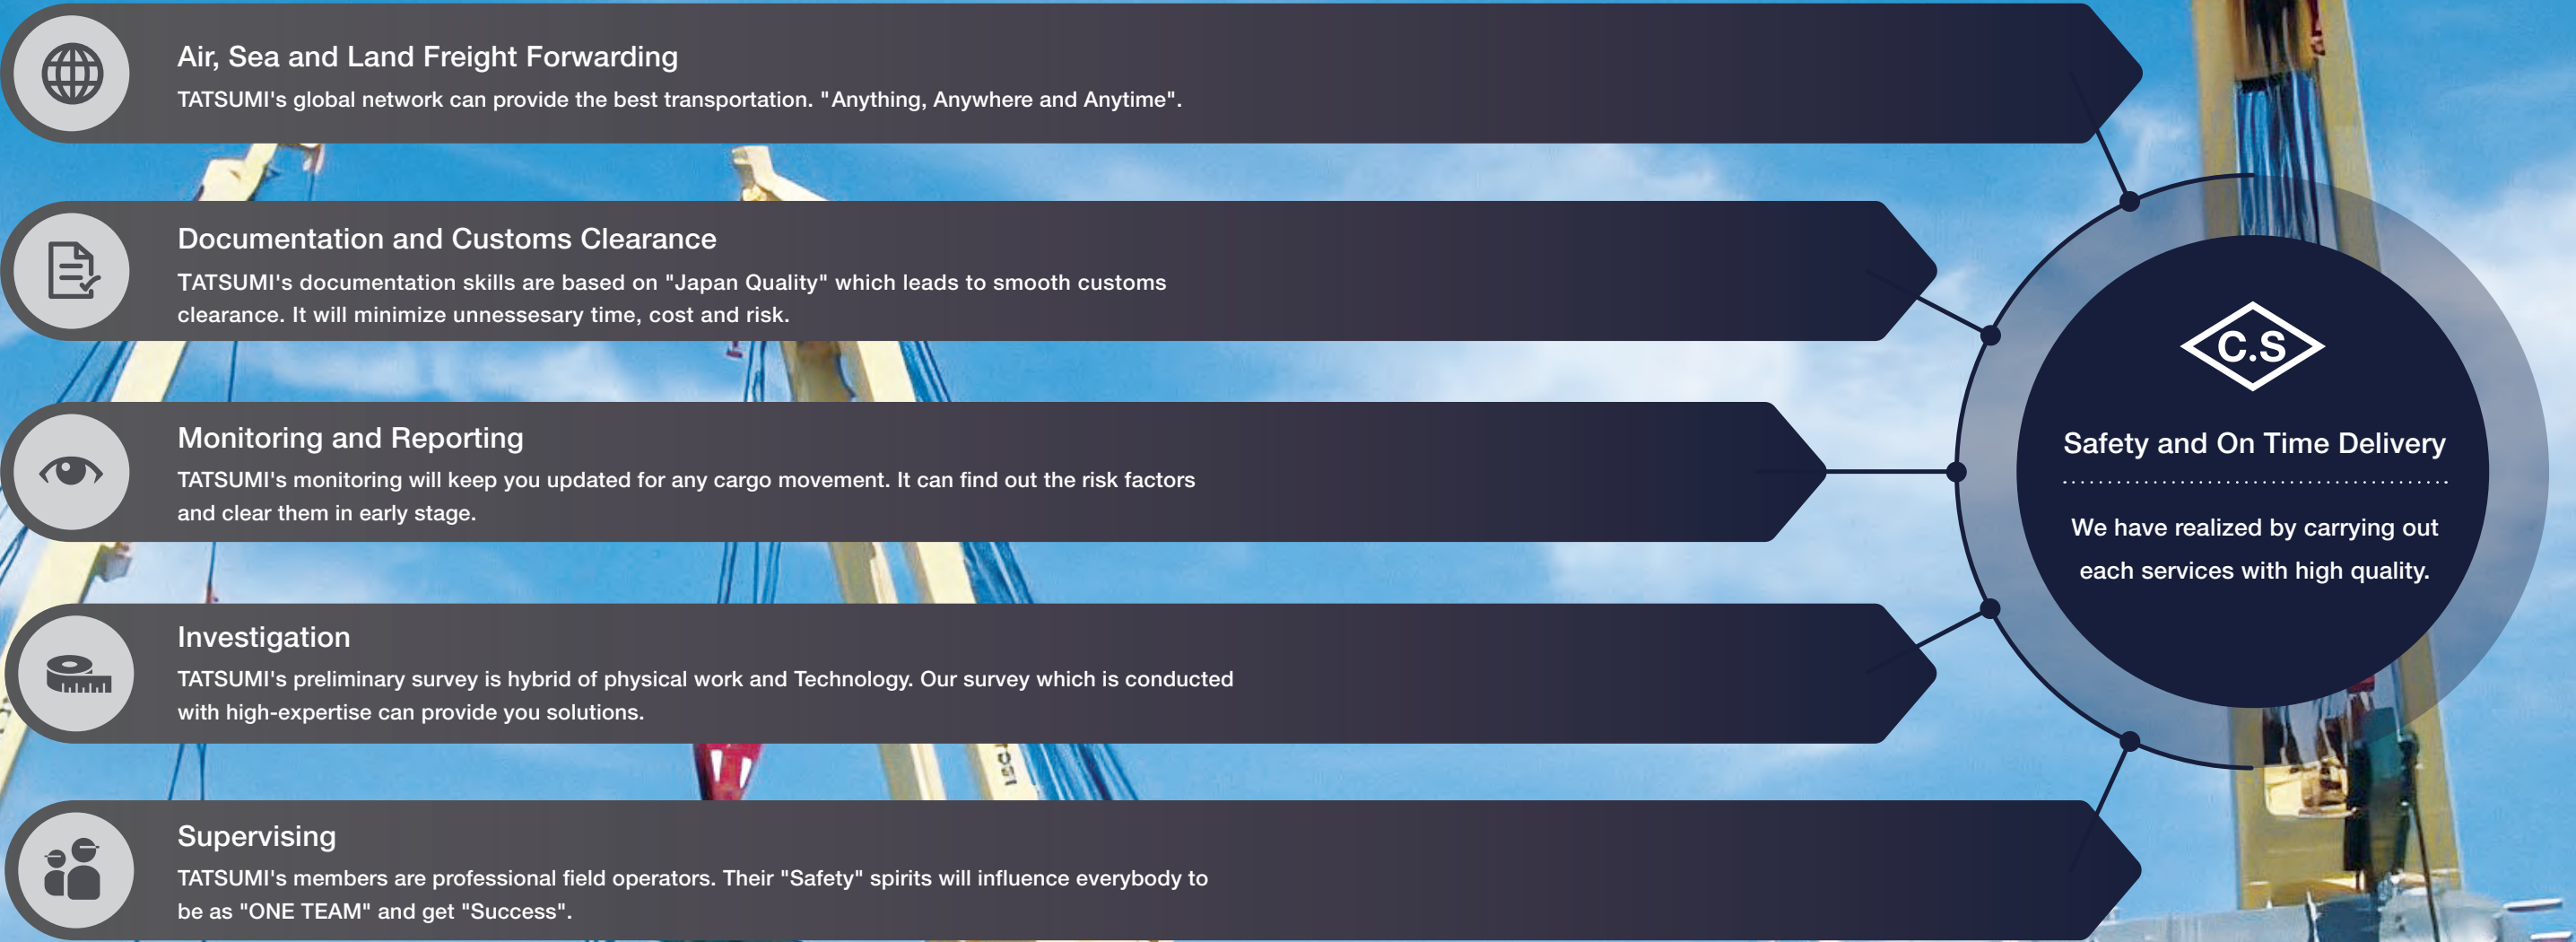 Air, Sea and Land Freight Forwarding
TATSUMI's global network can provide the best transportation. "Anything, Anywhere and Anytime".
Documentation and Customs Clearance
TATSUMI's documentation skills are based on "Japan Quality" which leads to smooth customs
clearance. It will minimize unnessesary time, cost and risk.
Monitoring and Reporting
TATSUMI's monitoring will keep you updated for any cargo movement. It can find out the risk factors
and clear them in early stage.
Investigation
TATSUMI's preliminary survey is hybrid of physical work and Technology. Our survey which is conducted
with high-expertise can provide you solutions.
Supervising
TATSUMI's members are professional field operators. Their "Safety" spirits will influence everybody to
be as "ONE TEAM" and get "Success".
C.S
Safety and On Time Delivery
We have realized by carrying out
each services with high quality.